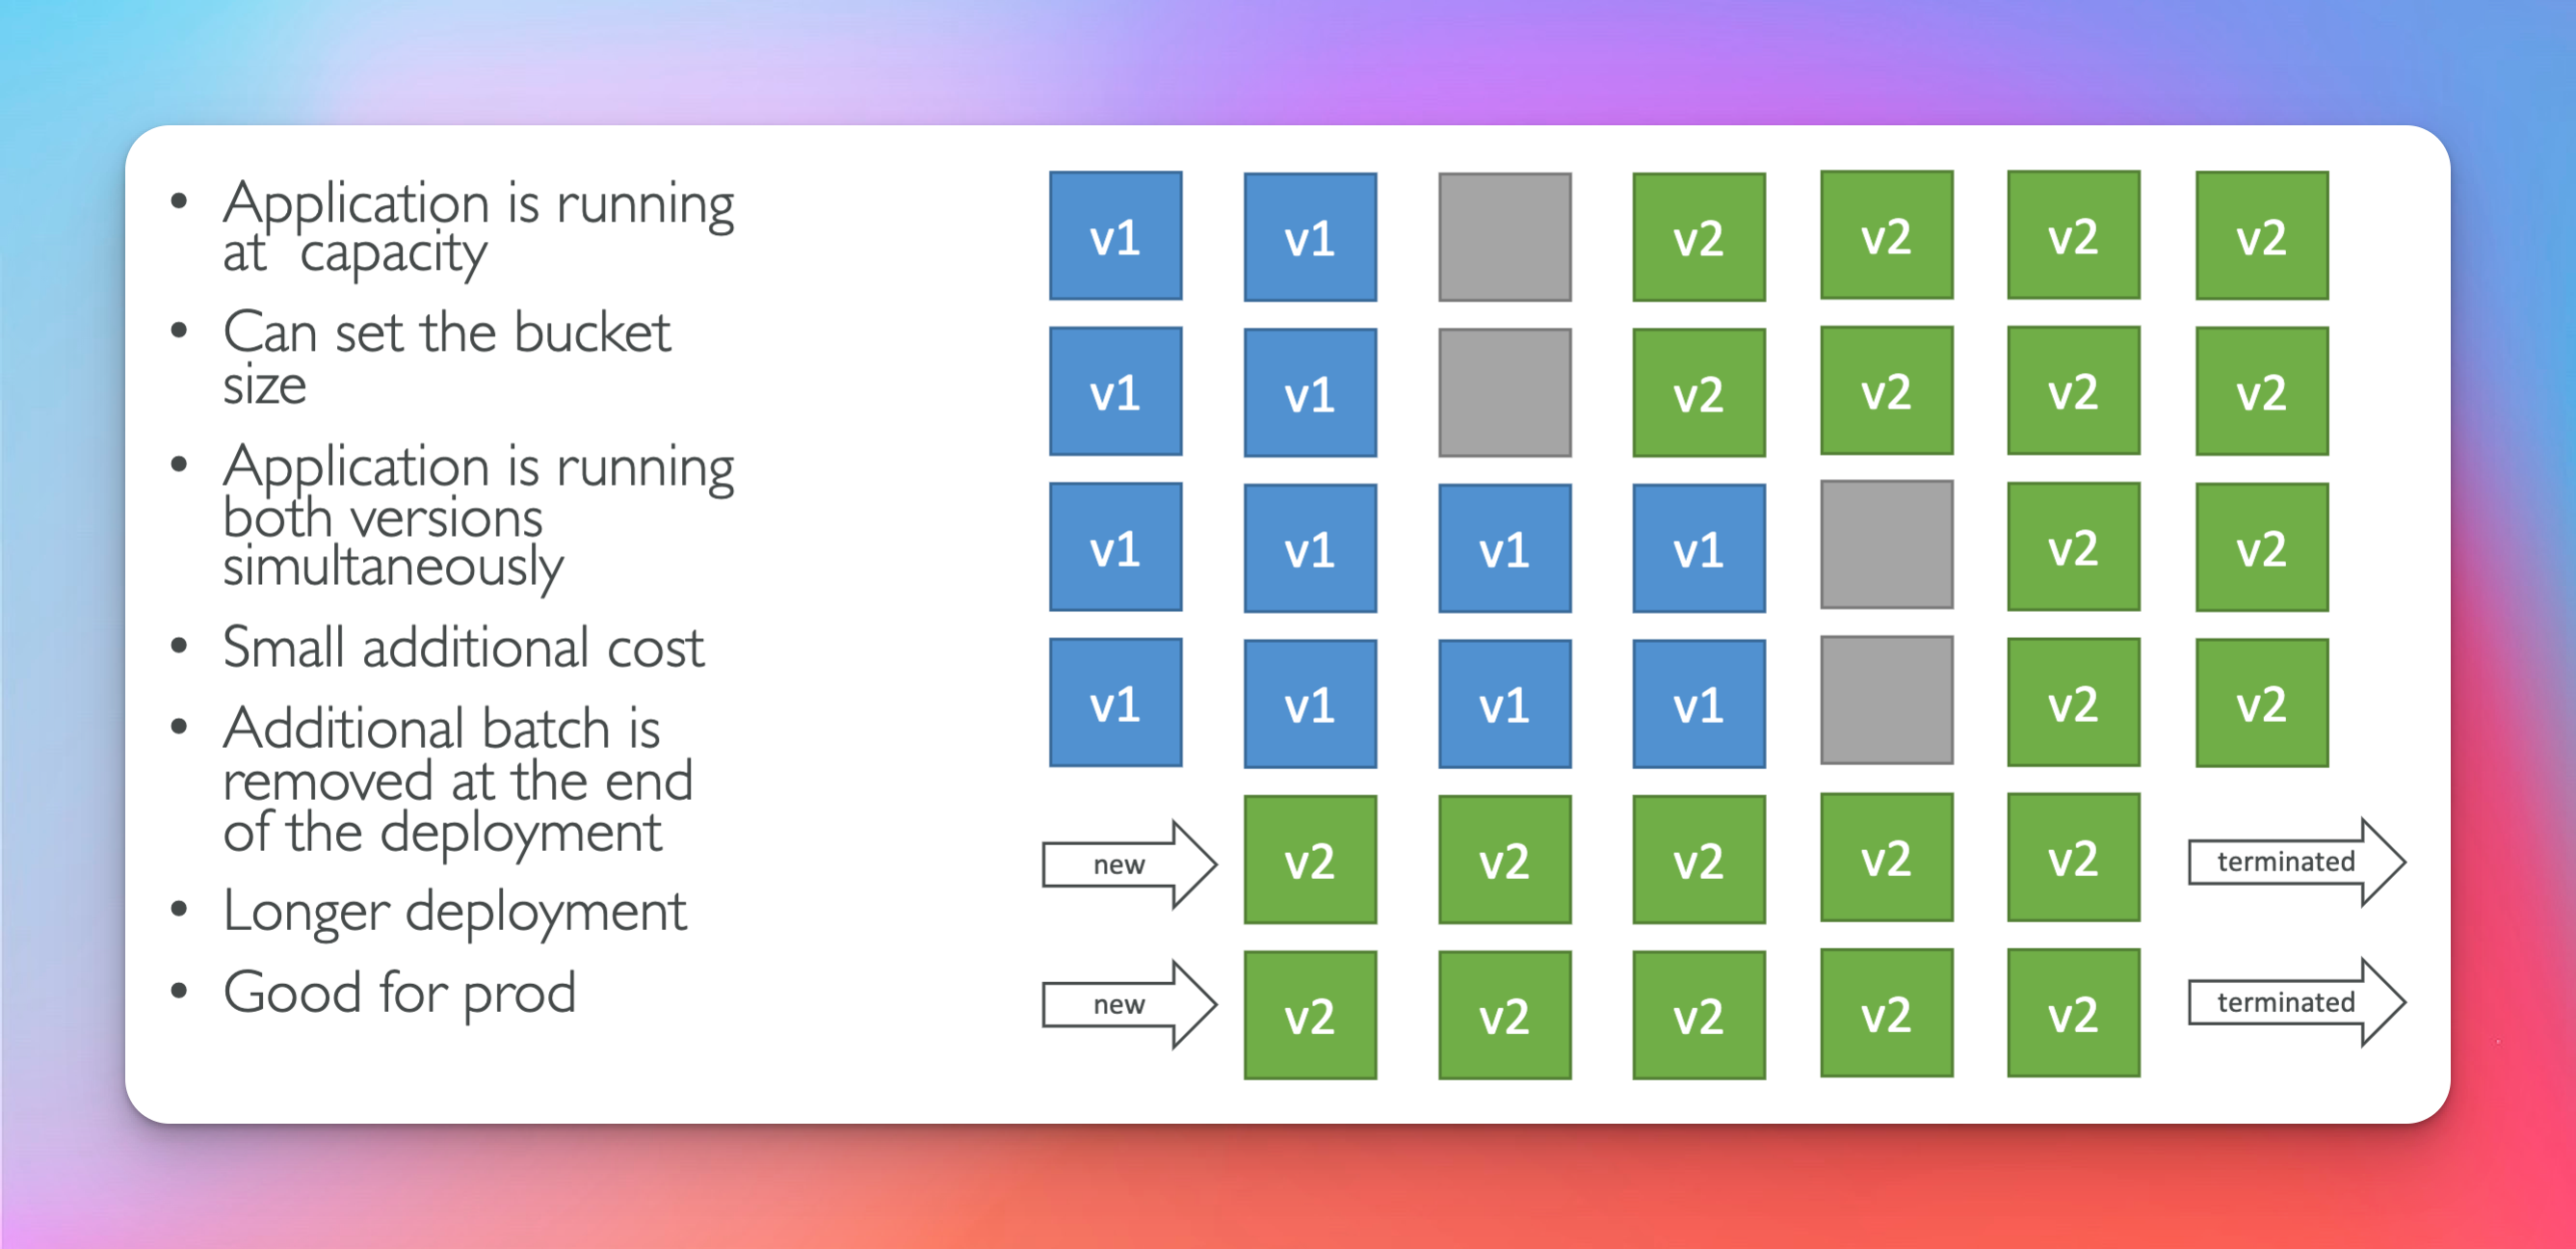 • Application is running
at  capacity
• Can set the bucket
size
• Application is running
both versions
simultaneously
• Small additional cost
• Additional batch is
removed at the end
of the deployment
• Longer deployment
• Good for prod
v1 v1 v2 v2 v2 v2
v1 v1 v2 v2 v2 v2
v1 v1 v1 v1 v2 v2
v1 v1 v1 v1 v2 v2
new v2 v2 v2 v2 v2 terminated
new v2 v2 v2 v2 v2 terminated